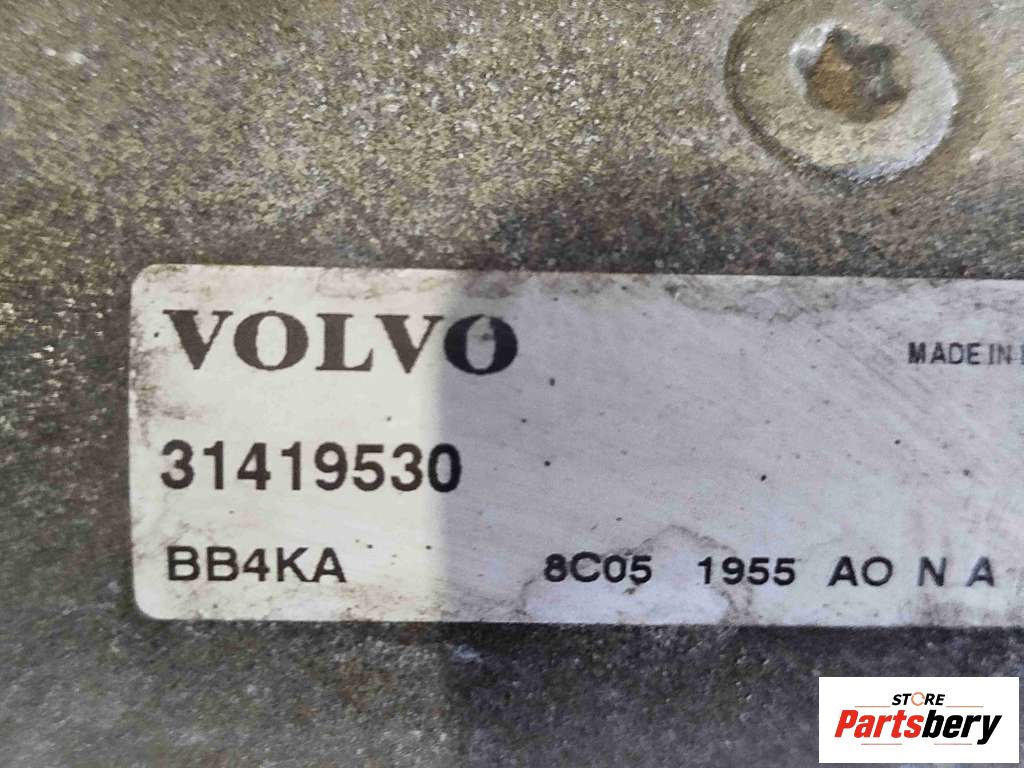 VOLVO
MADE IN
31419530
BB4KA 8C05 1955 AO N A
STORE
Partsbery